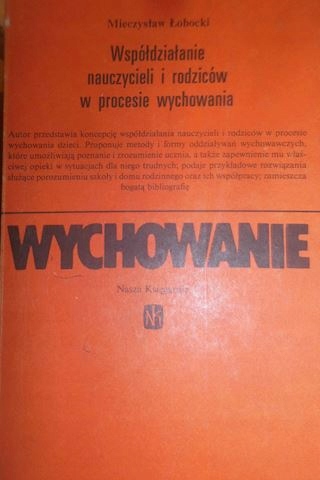 Mieczysław Łobocki
Współdziałanie
nauczycieli i rodziców
w procesie wychowania
Autor przedstawia koncepcję współdziałania nauczycieli i rodziców w procesie
wychowania dzieci. Proponuje metody i formy oddziaływań wychowawczych,
które umożliwiają poznanie i zrozumienie ucznia, a także zapewnienie mu właś-
ciwej opieki w sytuacjach dla niego trudnych; podaje przykładowe rozwiązania
służące porozumieniu szkoły i domu rodzinnego oraz ich współpracy; zamieszcza
bogatą bibliografię
WYCHOWANIE
Nasza Księgarnia